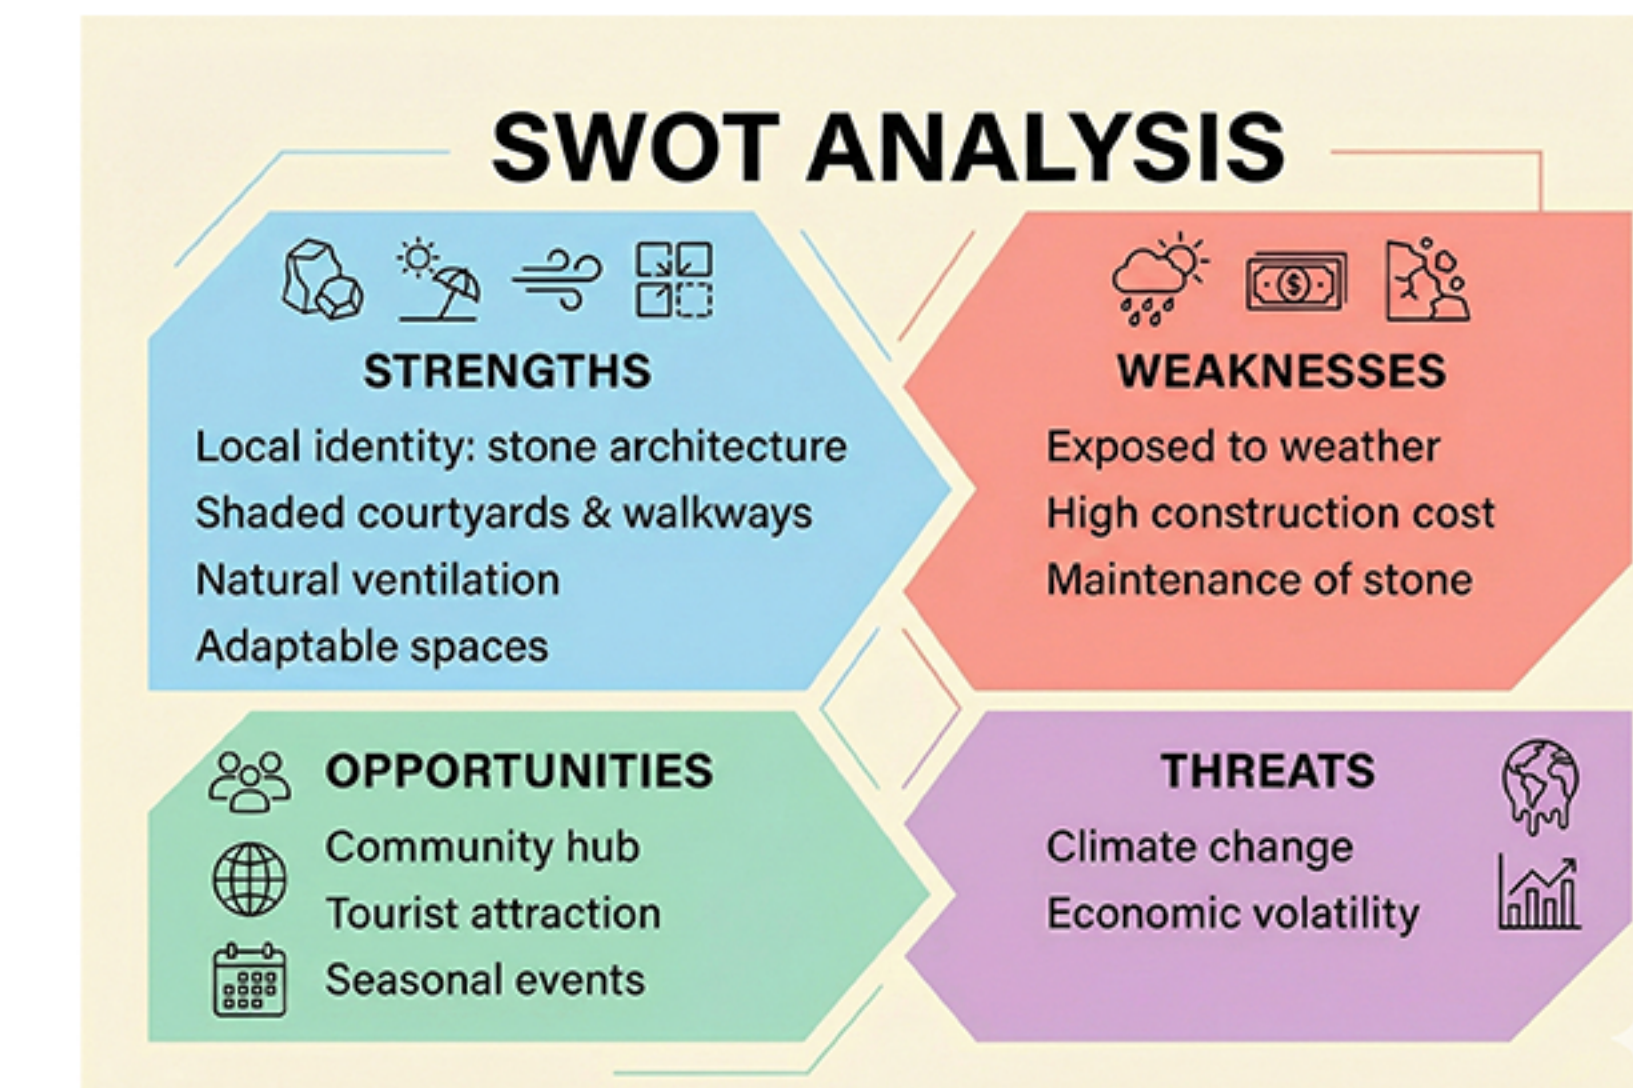 SWOT ANALYSIS
STRENGTHS
Local identity: stone architecture
Shaded courtyards & walkways
Natural ventilation
Adaptable spaces
WEAKNESSES
Exposed to weather
High construction cost
Maintenance of stone
OPPORTUNITIES
Community hub
Tourist attraction
Seasonal events
THREATS
Climate change
Economic volatility